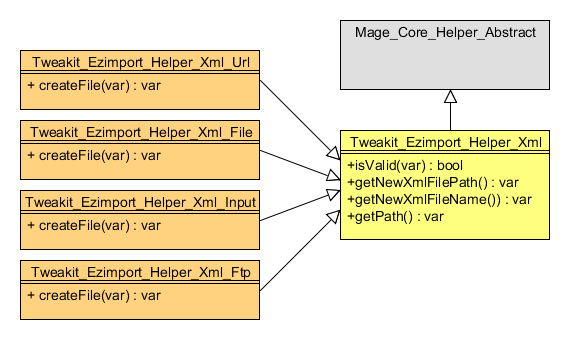 Mage_Core_Helper_Abstract
Tweakit_Ezimport_Helper_Xml_Url
+ createFile(var) : var
Tweakit_Ezimport_Helper_Xml_File
+ createFile(var) : var
Tweakit_Ezimport_Helper_Xml_Input
+ createFile(var) : var
Tweakit_Ezimport_Helper_Xml_Ftp
+ createFile(var) : var
Tweakit_Ezimport_Helper_Xml
+isValid(var) : bool
+getNewXmlFilePath() : var
+getNewXmlFileName()) : var
+getPath() : var